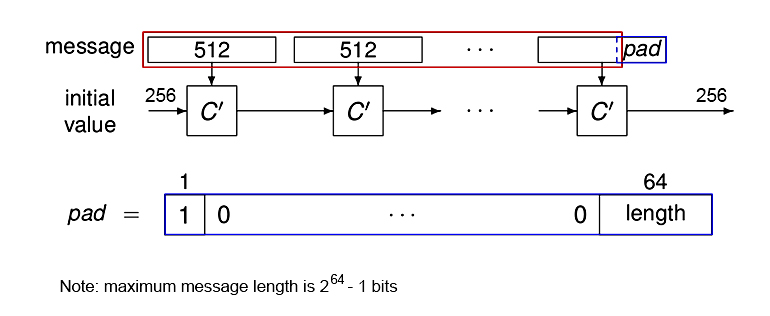 message 512 512 · · · pad
initial value 256 C′ C′ · · · C′ 256
1 64
pad = 1 0 · · · 0 length
Note: maximum message length is 2^64 - 1 bits